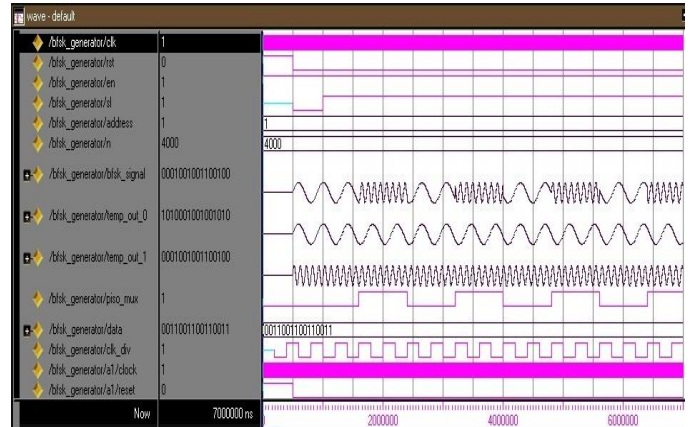 wave - default
/bfsk_generator/clk 1
/bfsk_generator/rst 0
/bfsk_generator/en 1
/bfsk_generator/sl 1
/bfsk_generator/address 1 1
/bfsk_generator/n 4000 4000
/bfsk_generator/bfsk_signal 0001001001100100
/bfsk_generator/temp_out_0 1010001001001010
/bfsk_generator/temp_out_1 0001001001100100
/bfsk_generator/piso_mux 1
/bfsk_generator/data 0011001100110011 0011001100110011
/bfsk_generator/clk_div 1
/bfsk_generator/a1/clock 1
/bfsk_generator/a1/reset 0
Now 7000000 ns 2000000 4000000 6000000